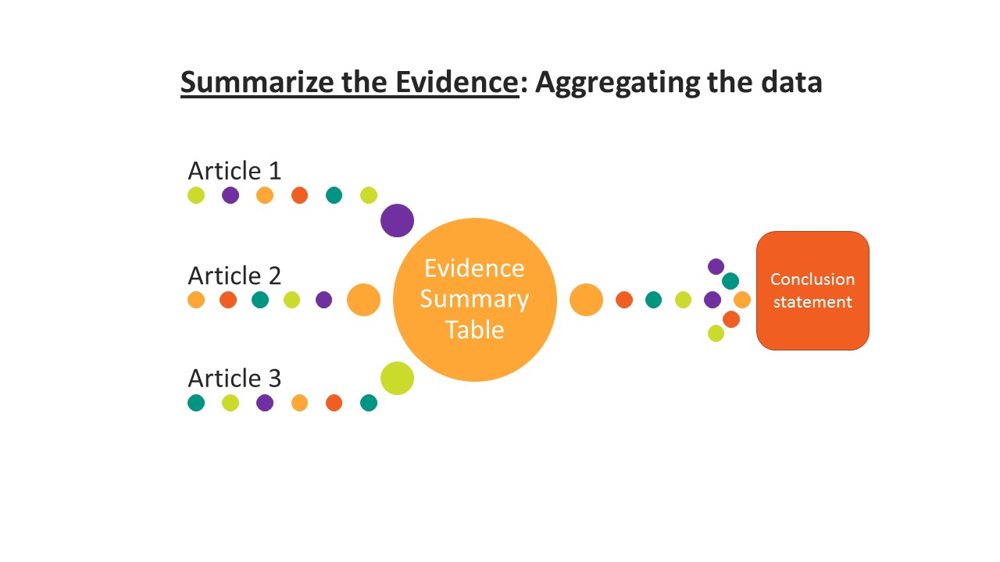 Summarize the Evidence: Aggregating the data
Article 1
Article 2
Article 3
Evidence
Summary
Table
Conclusion
statement